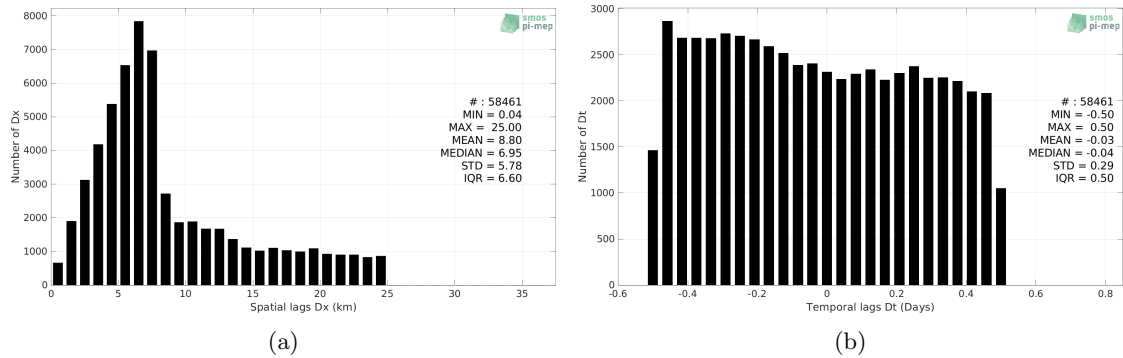 smos
pi-mep
8000
7000
6000
5000
4000
3000
2000
1000
0
Number of Dx
# : 58461
MIN = 0.04
MAX = 25.00
MEAN = 8.80
MEDIAN = 6.95
STD = 5.78
IQR = 6.60
0 5 10 15 20 25 30 35
Spatial lags Dx (km)
(a)
smos
pi-mep
3000
2500
2000
1500
1000
500
0
Number of Dt
# : 58461
MIN = -0.50
MAX = 0.50
MEAN = -0.03
MEDIAN = -0.04
STD = 0.29
IQR = 0.50
-0.6 -0.4 -0.2 0 0.2 0.4 0.6 0.8
Temporal lags Dt (Days)
(b)